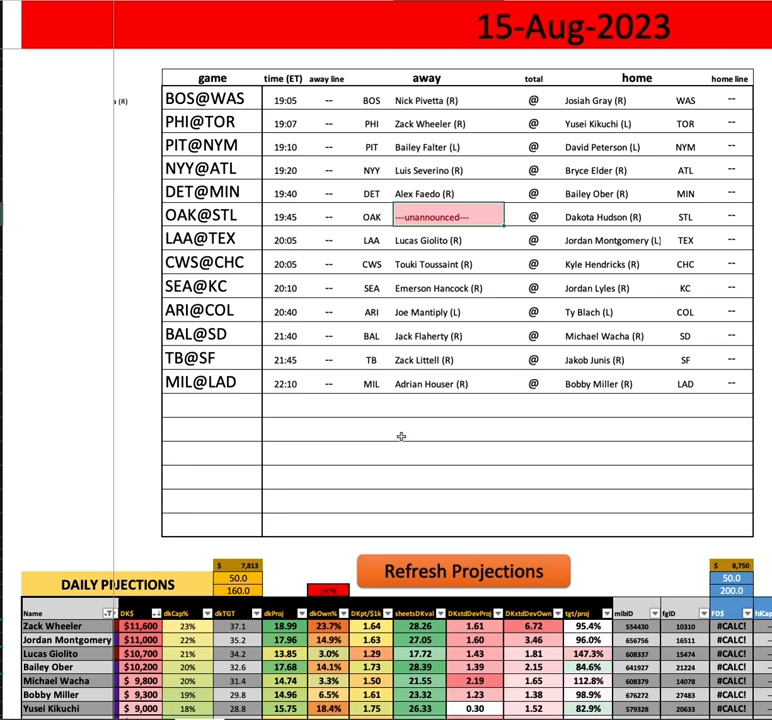 15-Aug-2023
game time (ET) away line away total home home line
(R)
BOS@WAS 19:05 -- BOS Nick Pivetta (R) @ Josiah Gray (R) WAS --
PHI@TOR 19:07 -- PHI Zack Wheeler (R) @ Yusei Kikuchi (L) TOR --
PIT@NYM 19:10 -- PIT Bailey Falter (L) @ David Peterson (L) NYM --
NYY@ATL 19:20 -- NYY Luis Severino (R) @ Bryce Elder (R) ATL --
DET@MIN 19:40 -- DET Alex Faedo (R) @ Bailey Ober (R) MIN --
OAK@STL 19:45 -- OAK ---unannounced--- @ Dakota Hudson (R) STL --
LAA@TEX 20:05 -- LAA Lucas Giolito (R) @ Jordan Montgomery (L) TEX --
CWS@CHC 20:05 -- CWS Touki Toussaint (R) @ Kyle Hendricks (R) CHC --
SEA@KC 20:10 -- SEA Emerson Hancock (R) @ Jordan Lyles (R) KC --
ARI@COL 20:40 -- ARI Joe Mantiply (L) @ Ty Blach (L) COL --
BAL@SD 21:40 -- BAL Jack Flaherty (R) @ Michael Wacha (R) SD --
TB@SF 21:45 -- TB Zack Littell (R) @ Jakob Junis (R) SF --
MIL@LAD 22:10 -- MIL Adrian Houser (R) @ Bobby Miller (R) LAD --
$ 7,813 $ 8,750
DAILY PUJECTIONS 50.0 Refresh Projections 50.0
160.0 197% 200.0
Name DK$ dkCap% dkTGT dkProj dkOwn% DKpt/$1k sheetsDKval DKstdDevProj DKstdDevOwn tgt/proj mlbID fgID FD$ fdCap
Zack Wheeler $11,600 23% 37.1 18.99 23.7% 1.64 28.26 1.61 6.72 95.4% 554430 10310 #CALC!
Jordan Montgomery $11,000 22% 35.2 17.96 14.9% 1.64 27.05 1.60 3.46 96.0% 656756 16511 #CALC!
Lucas Giolito $10,700 21% 34.2 13.85 3.0% 1.29 17.72 1.43 1.81 147.3% 608337 15474 #CALC!
Bailey Ober $10,200 20% 32.6 17.68 14.1% 1.73 28.39 1.39 2.15 84.6% 641927 21224 #CALC!
Michael Wacha $ 9,800 20% 31.4 14.74 3.3% 1.50 21.55 2.19 1.65 112.8% 608379 14078 #CALC!
Bobby Miller $ 9,300 19% 29.8 14.96 6.5% 1.61 23.32 1.23 1.38 98.9% 676272 27483 #CALC!
Yusei Kikuchi $ 9,000 18% 28.8 15.75 18.4% 1.75 26.33 0.30 1.52 82.9% 579328 20633 #CALC!